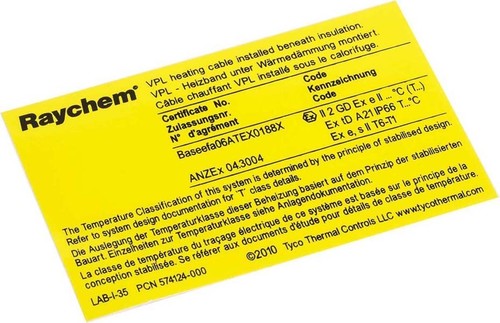 Raychem®
VPL heating cable installed beneath insulation.
VPL - Heizband unter Wärmedämmung montiert.
Câble chauffant VPL installé sous le calorifuge.
Certificate No.
Zulassungsnr.
N° d'agrément
Code
Kennzeichnung
Code
Baseefa06ATEX0188X
Ex II 2 GD Ex e II ...°C (T...)
Ex tD A21 IP66 T...°C
ANZEx 04.3004
Ex e, s II T6-T1
The Temperature Classification of this system is determined by the principle of stabilised design.
Refer to system design documentation for 'T' class details.
Die Auslegung der Temperaturklasse dieser Beheizung basiert auf dem Prinzip der stabilisierten
Bauart. Einzelheiten zur Temperaturklasse siehe Anlagendokumentation.
La classe de température du traçage électrique de ce système est basée sur le principe de la
conception stabilisée. Se référer aux documents d'étude pour détails de classe de température.
©2010 Tyco Thermal Controls LLC www.tycothermal.com
LAB-I-35 PCN 574124-000